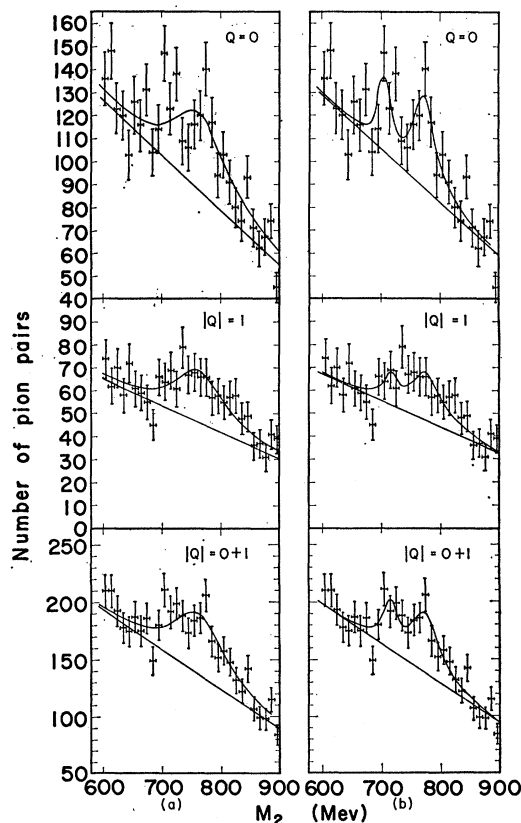 160
150
140
130
120
110
100
90
80
70
60
50
40
Q = 0
Q = 0
90
80
70
60
50
40
30
20
10
0
|Q| = 1
|Q| = 1
250
200
150
100
50
|Q| = 0 + 1
|Q| = 0 + 1
Number of pion pairs
600 700 800 900
600 700 800 900
(a) M₂ (Mev) (b)